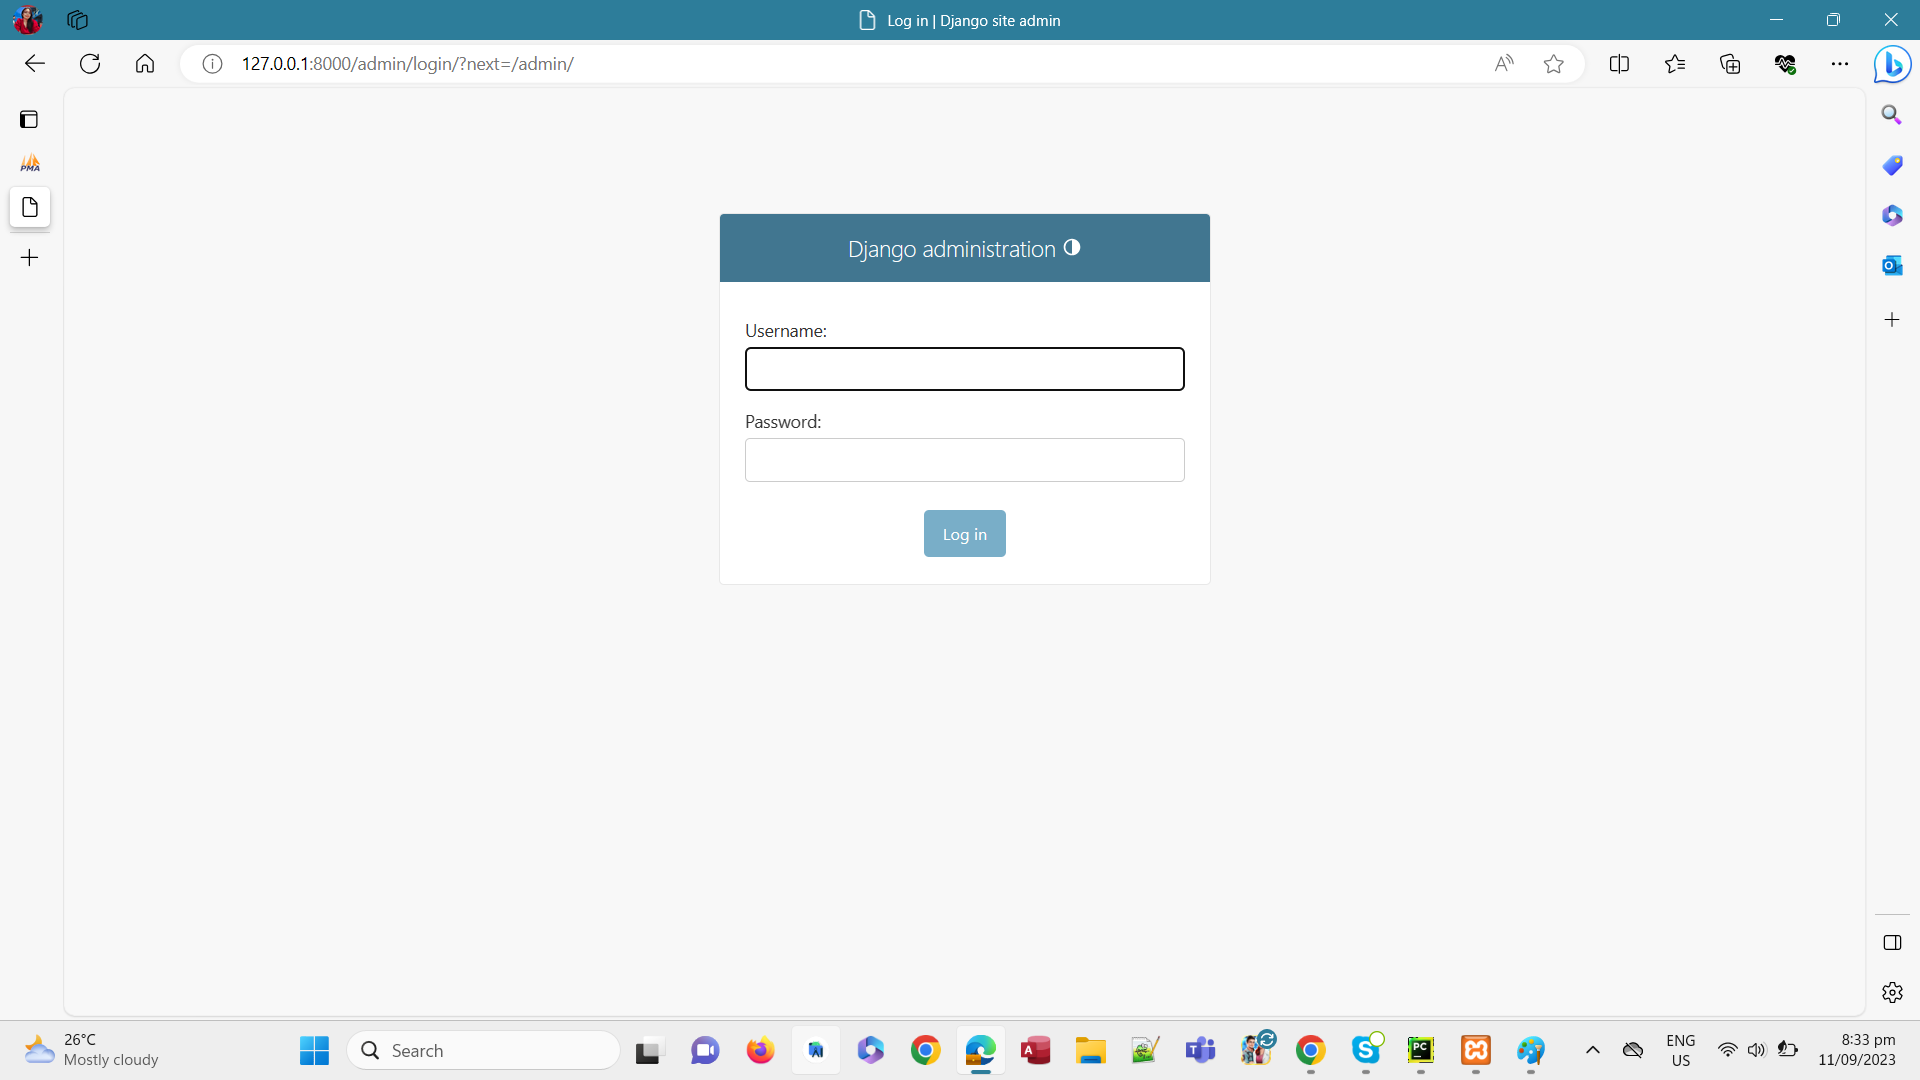 Log in | Django site admin
127.0.0.1:8000/admin/login/?next=/admin/
PMA
Django administration
Username:
Password:
Log in
26°C
Mostly cloudy
Search
ENG
US
8:33 pm
11/09/2023